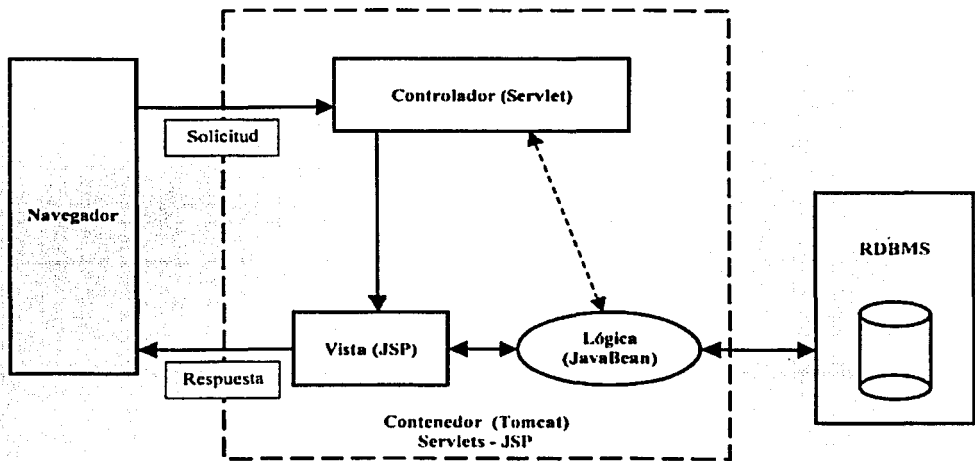 Controlador (Servlet)
Solicitud
Navegador
RDBMS
Vista (JSP)
Lógica
(JavaBean)
Respuesta
Contenedor (Tomcat)
Servlets - JSP